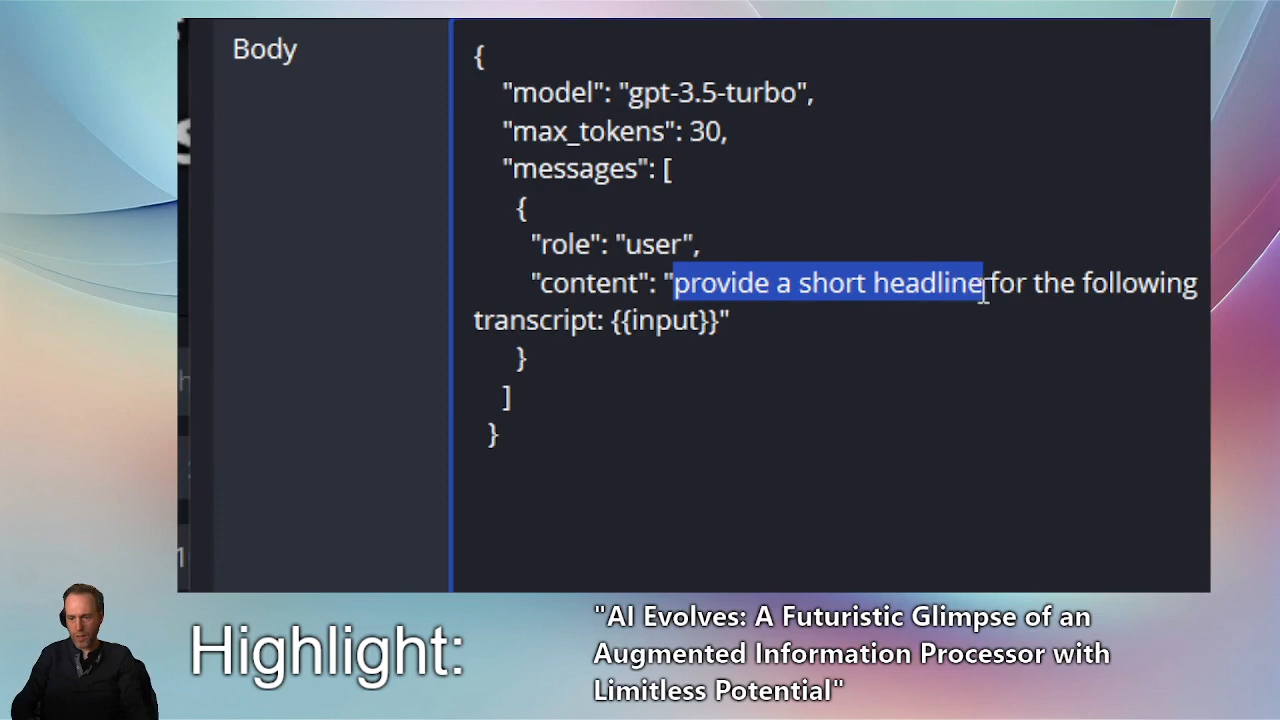 Body
{
"model": "gpt-3.5-turbo",
"max_tokens": 30,
"messages": [
{
"role": "user",
"content": "provide a short headline for the following
transcript: {{input}}"
}
]
}
Highlight:
"AI Evolves: A Futuristic Glimpse of an
Augmented Information Processor with
Limitless Potential"